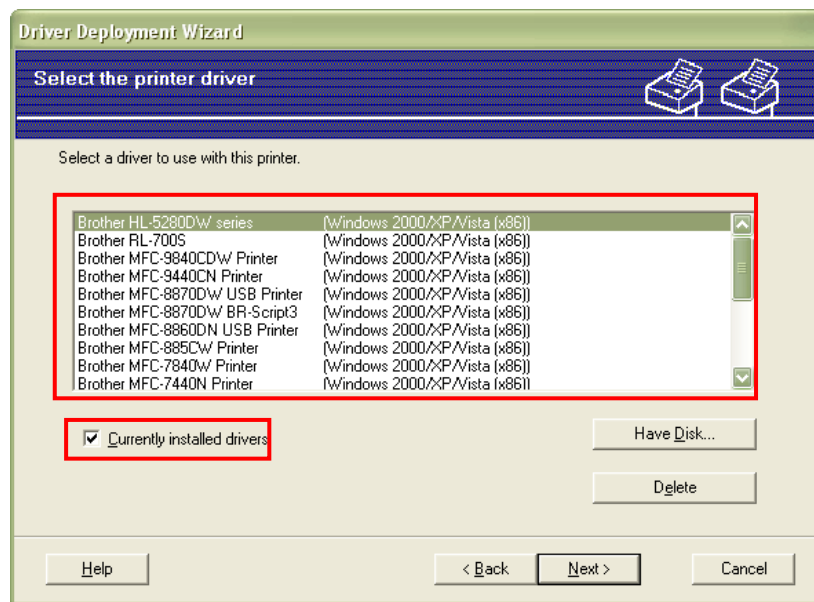 Driver Deployment Wizard
Select the printer driver
Select a driver to use with this printer.
Brother HL-5280DW series (Windows 2000/XP/Vista (x86))
Brother RL-700S (Windows 2000/XP/Vista (x86))
Brother MFC-9840CDW Printer (Windows 2000/XP/Vista (x86))
Brother MFC-9440CN Printer (Windows 2000/XP/Vista (x86))
Brother MFC-8870DW USB Printer (Windows 2000/XP/Vista (x86))
Brother MFC-8870DW BR-Script3 (Windows 2000/XP/Vista (x86))
Brother MFC-8860DN USB Printer (Windows 2000/XP/Vista (x86))
Brother MFC-885CW Printer (Windows 2000/XP/Vista (x86))
Brother MFC-7840W Printer (Windows 2000/XP/Vista (x86))
Brother MFC-7440N Printer (Windows 2000/XP/Vista (x86))
Currently installed drivers
Have Disk...
Delete
Help < Back Next > Cancel